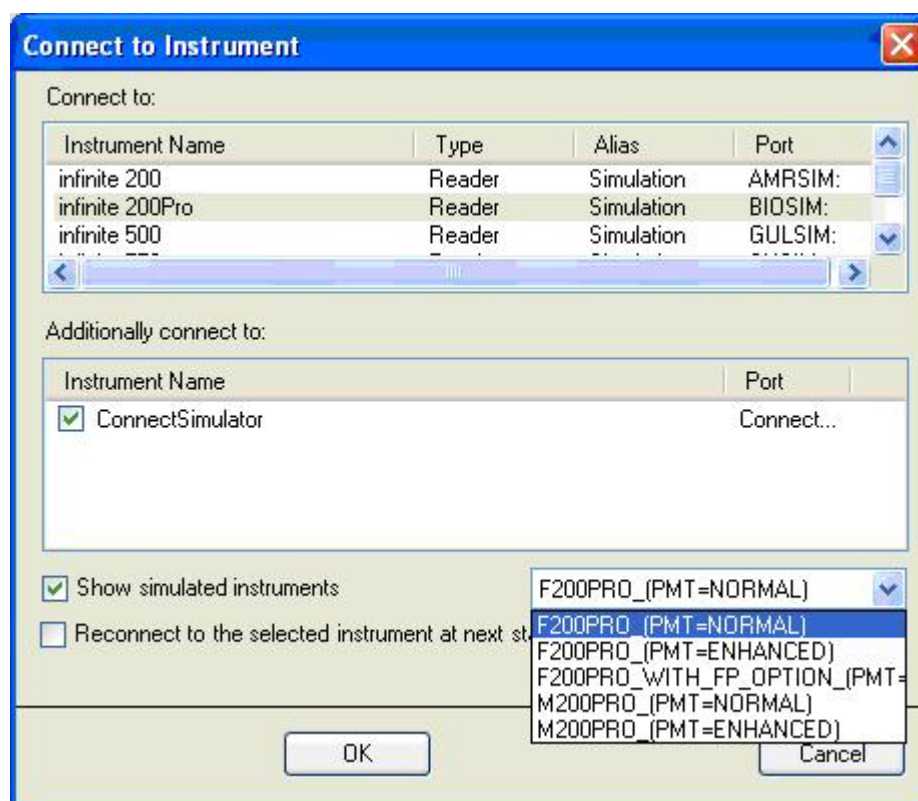 Connect to Instrument
Connect to:
Instrument Name Type Alias Port
infinite 200 Reader Simulation AMRSIM:
infinite 200Pro Reader Simulation BIOSIM:
infinite 500 Reader Simulation GULSIM:
Additionally connect to:
Instrument Name Port
ConnectSimulator Connect...
Show simulated instruments F200PRO_(PMT=NORMAL)
Reconnect to the selected instrument at next F200PRO_(PMT=NORMAL)
F200PRO_(PMT=ENHANCED)
F200PRO_WITH_FP_OPTION_(PMT=
M200PRO_(PMT=NORMAL)
M200PRO_(PMT=ENHANCED)
OK Cancel